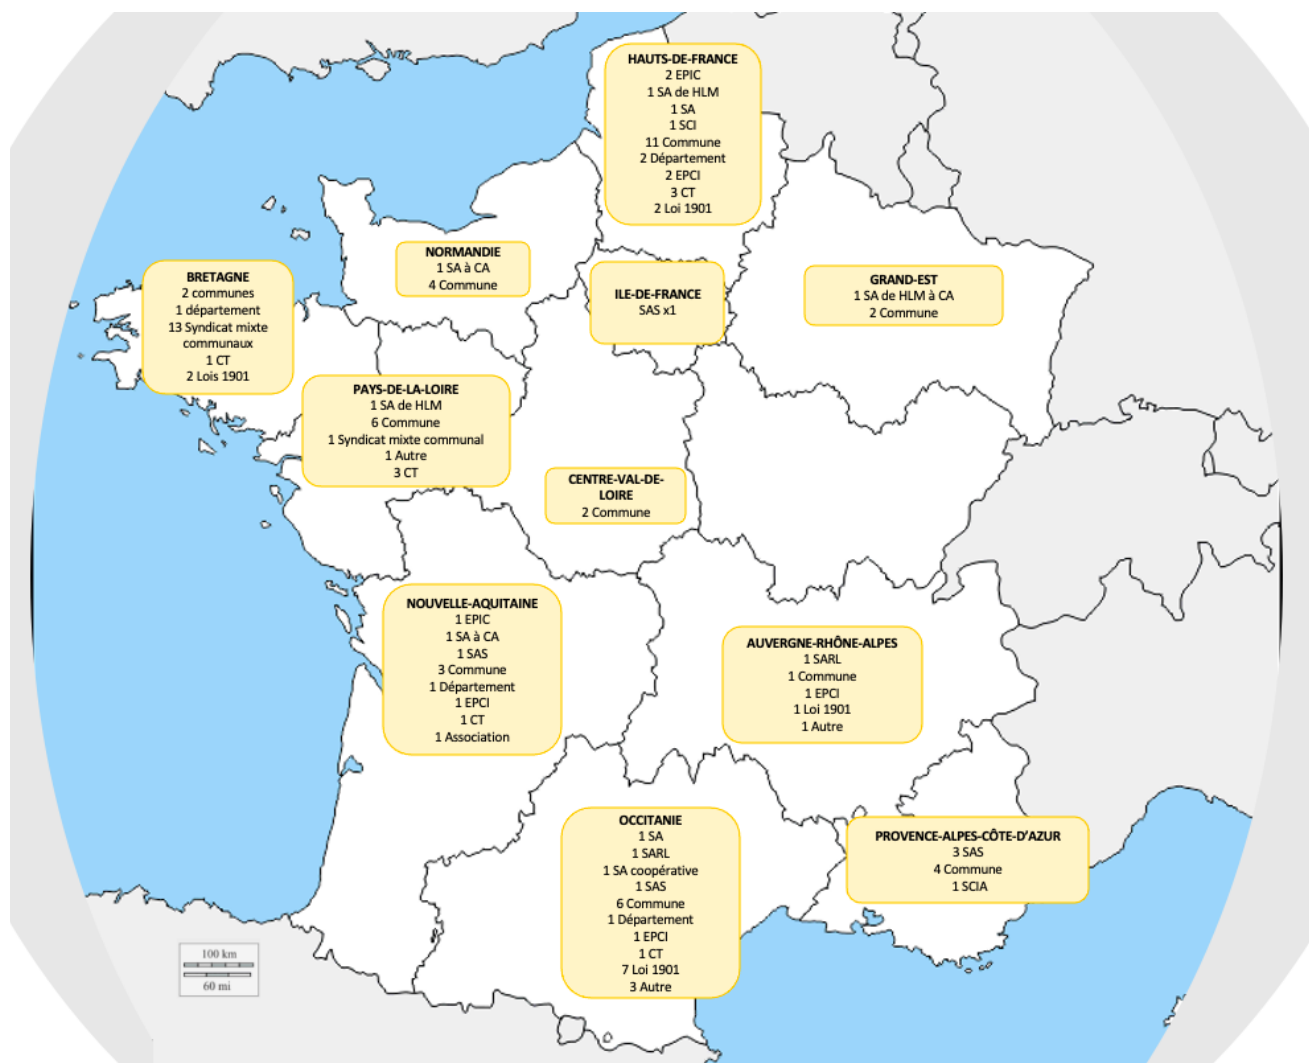 HAUTS-DE-FRANCE
2 EPIC
1 SA de HLM
1 SA
1 SCI
11 Commune
2 Département
2 EPCI
3 CT
2 Loi 1901
NORMANDIE
1 SA à CA
4 Commune
BRETAGNE
2 communes
1 département
13 Syndicat mixte
communaux
1 CT
2 Lois 1901
ILE-DE-FRANCE
SAS x1
GRAND-EST
1 SA de HLM à CA
2 Commune
PAYS-DE-LA-LOIRE
1 SA de HLM
6 Commune
1 Syndicat mixte communal
1 Autre
3 CT
CENTRE-VAL-DE-
LOIRE
2 Commune
NOUVELLE-AQUITAINE
1 EPIC
1 SA à CA
1 SAS
3 Commune
1 Département
1 EPCI
1 CT
1 Association
AUVERGNE-RHÔNE-ALPES
1 SARL
1 Commune
1 EPCI
1 Loi 1901
1 Autre
OCCITANIE
1 SA
1 SARL
1 SA coopérative
1 SAS
6 Commune
1 Département
1 EPCI
1 CT
7 Loi 1901
3 Autre
PROVENCE-ALPES-CÔTE-D'AZUR
3 SAS
4 Commune
1 SCIA
100 km
60 mi